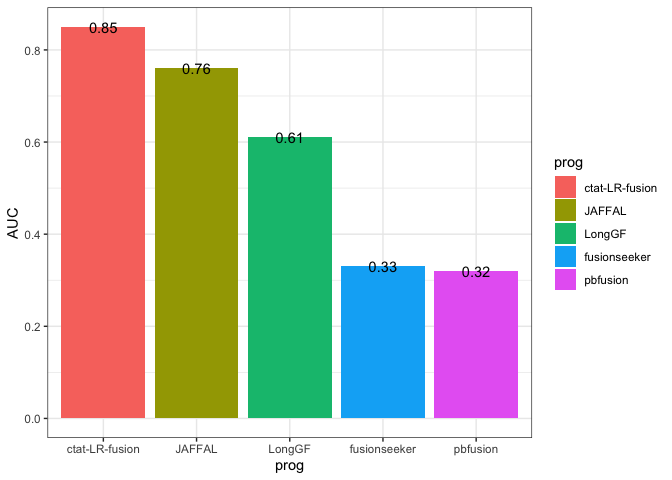 0.85
0.76
0.61
0.33
0.32
0.8
0.6
0.4
0.2
0.0
AUC
ctat-LR-fusion JAFFAL LongGF fusionseeker pbfusion
prog
prog
ctat-LR-fusion
JAFFAL
LongGF
fusionseeker
pbfusion